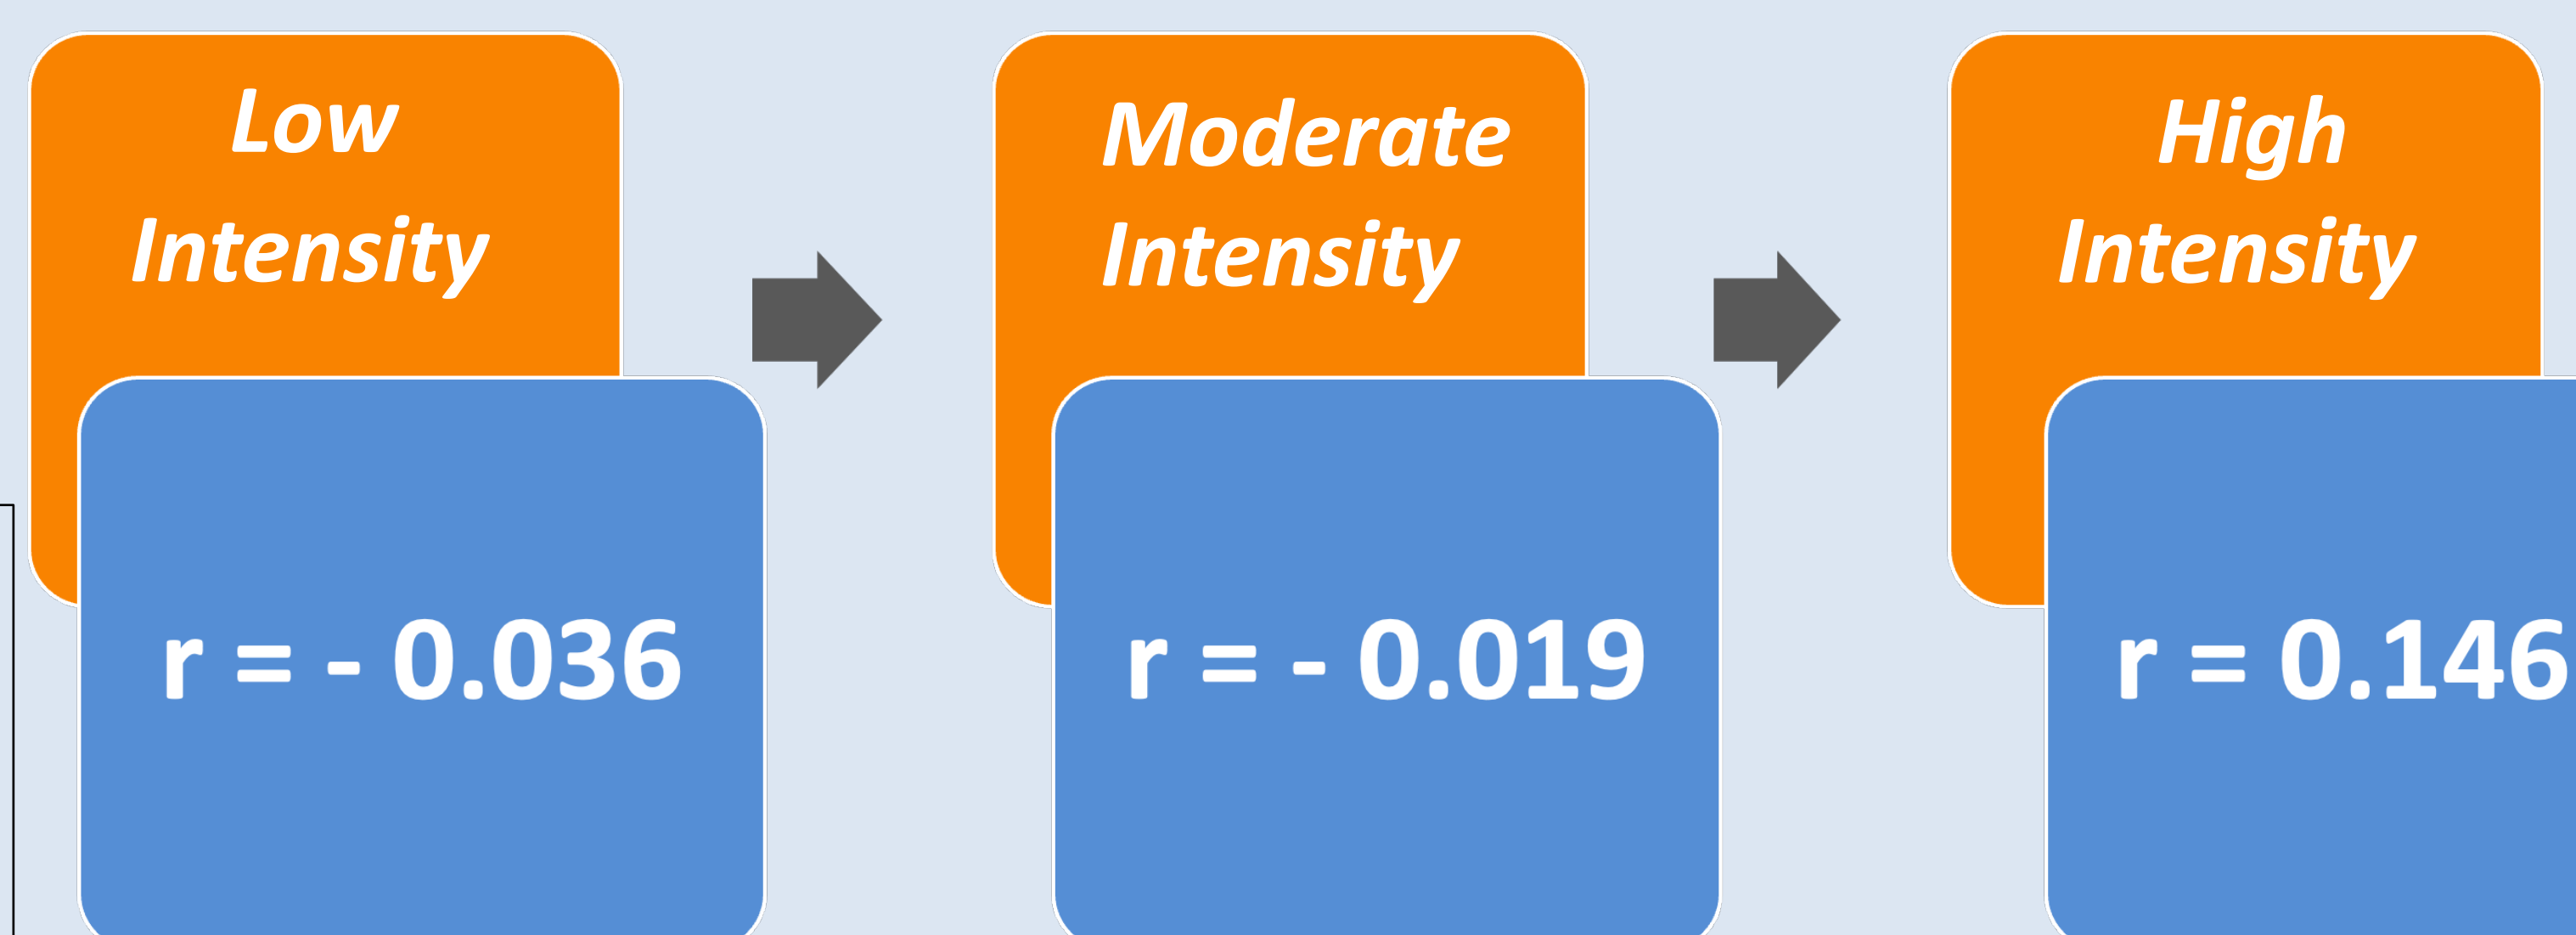 Low
Intensity
r = - 0.036
Moderate
Intensity
r = - 0.019
High
Intensity
r = 0.146